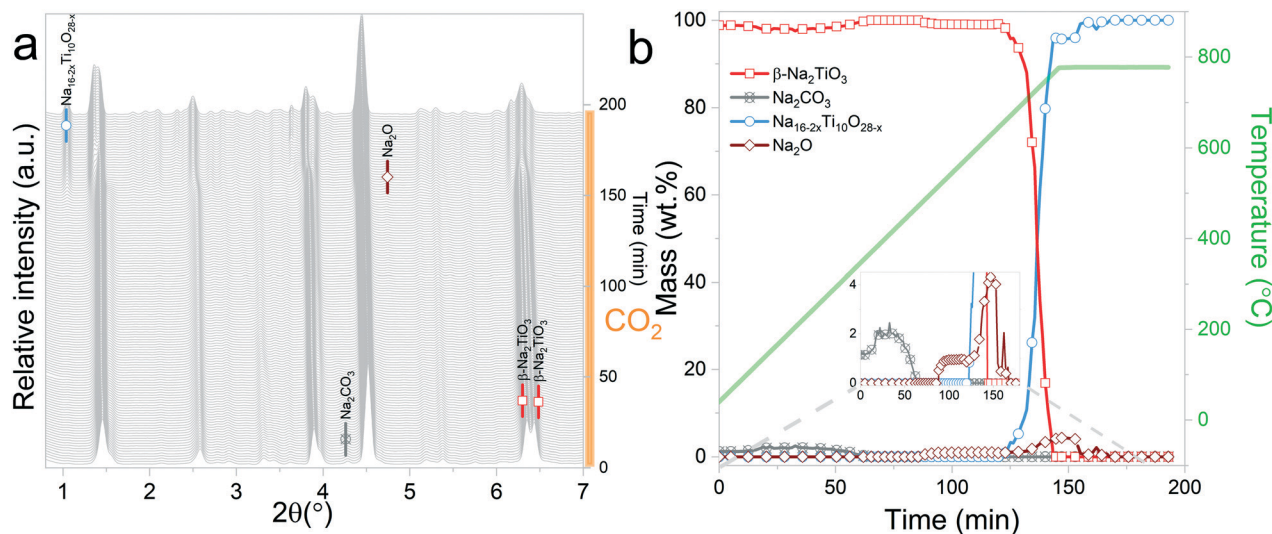 a
Relative intensity (a.u.)
Na16-2xTi10O28-x
Na2O
Na2CO3
β-Na2TiO3
β-Na2TiO3
1 2 3 4 5 6 7
2θ(°)
200
150
100
50
0
Time (min)
CO2
b
Mass (wt.%)
100
80
60
40
20
0
β-Na2TiO3
Na2CO3
Na16-2xTi10O28-x
Na2O
4
2
0
0 50 100 150
0 50 100 150 200
Time (min)
800
600
400
200
0
Temperature (°C)